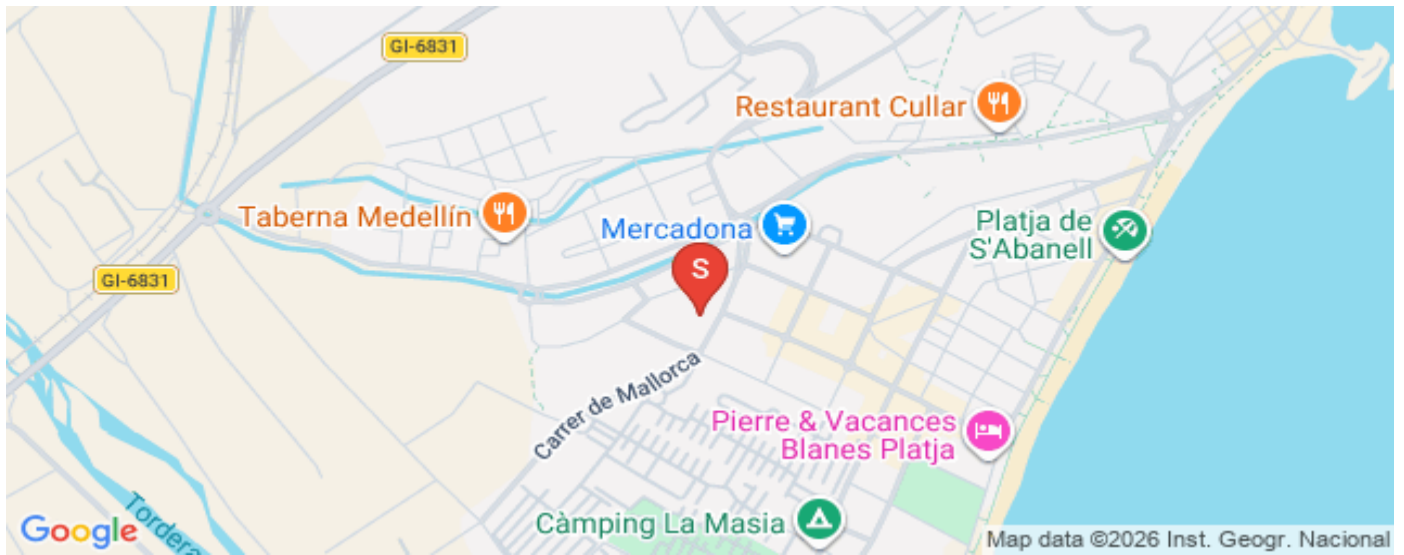 GI-6831
Restaurant Cullar
Taberna Medellín
Mercadona
Platja de
S'Abanell
S
GI-6831
Carrer de Mallorca
Pierre & Vacances
Blanes Platja
Càmping La Masia
Tordera
Google
Map data ©2026 Inst. Geogr. Nacional